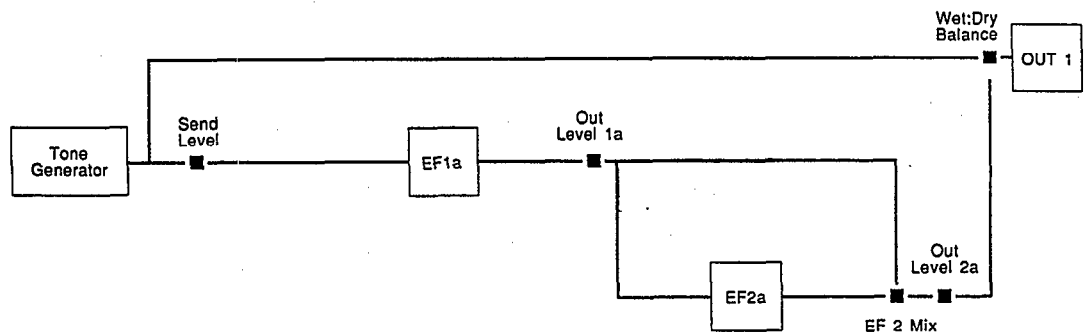 Wet:Dry
Balance
OUT 1
Send
Level
Out
Level 1a
Tone
Generator
EF1a
Out
Level 2a
EF2a
EF 2 Mix